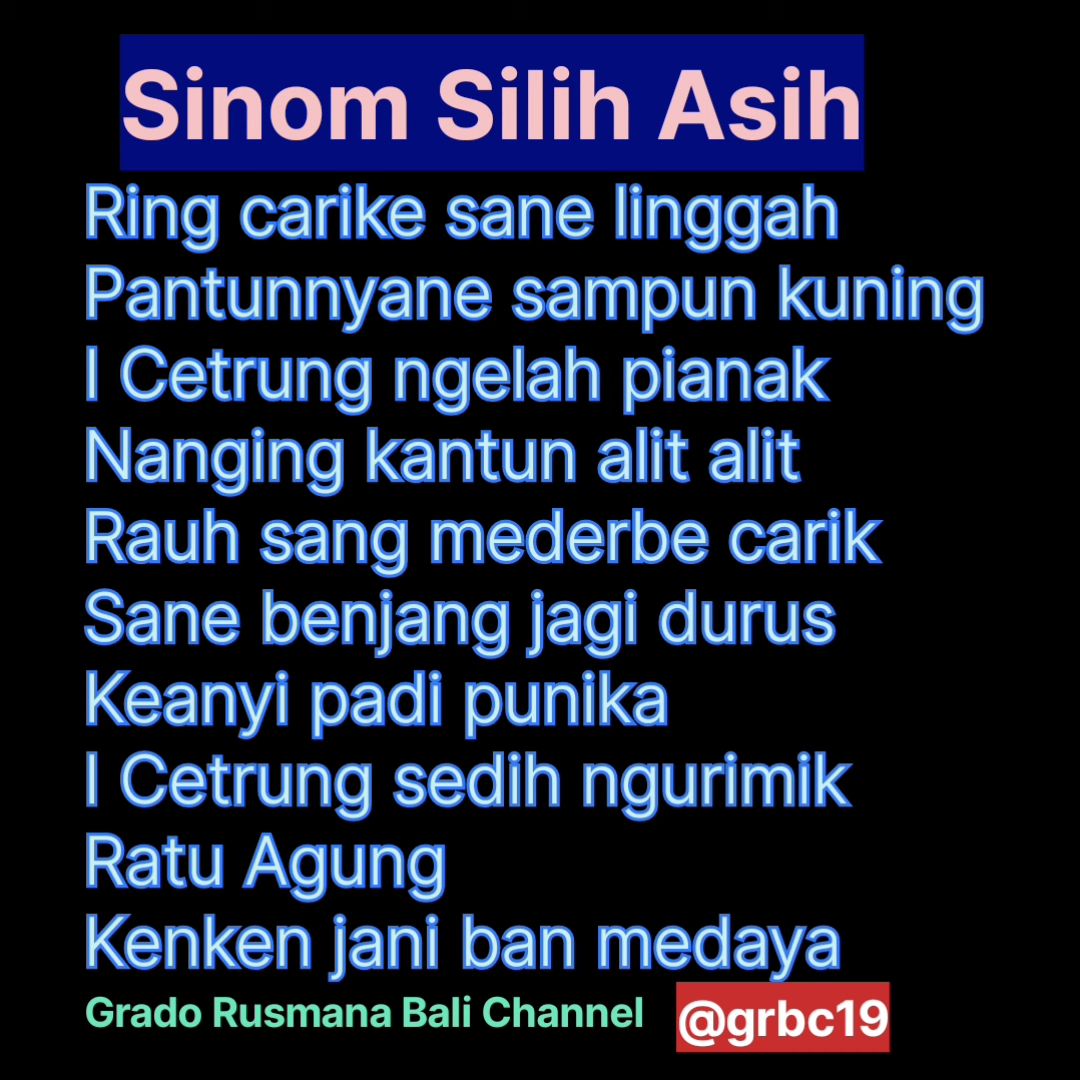 Sinom Silih Asih
Ring carike sane linggah
Pantunnyane sampun kuning
I Cetrung ngelah pianak
Nanging kantun alit alit
Rauh sang mederbe carik
Sane benjang jagi durus
Keanyi padi punika
I Cetrung sedih ngurimik
Ratu Agung
Kenken jani ban medaya
Grado Rusmana Bali Channel @grbc19